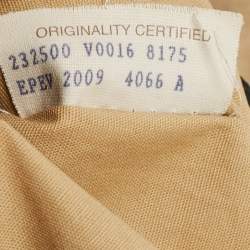 ORIGINALITY CERTIFIED
232500 V0016 8175
EPEV 2009 4066 A